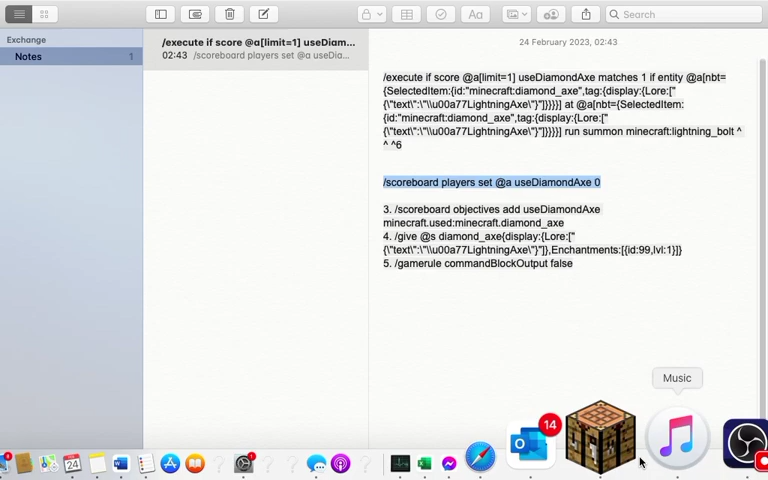 Aa
Search
Exchange
Notes
1
/execute if score @a[limit=1] useDiam...
02:43 /scoreboard players set @a useDia...
24 February 2023, 02:43
/execute if score @a[limit=1] useDiamondAxe matches 1 if entity @a[nbt=
{SelectedItem:{id:"minecraft:diamond_axe",tag:{display:{Lore:["
{\"text\":\"\\u00a77LightningAxe\"}"]}}}}] at @a[nbt={SelectedItem:
{id:"minecraft:diamond_axe",tag:{display:{Lore:["
{\"text\":\"\\u00a77LightningAxe\"}"]}}}}] run summon minecraft:lightning_bolt ^
^ ^6
/scoreboard players set @a useDiamondAxe 0
3. /scoreboard objectives add useDiamondAxe
minecraft.used:minecraft.diamond_axe
4. /give @s diamond_axe{display:{Lore:["
{\"text\":\"\\u00a77LightningAxe\"}"]},Enchantments:[{id:99,lvl:1}]}
5. /gamerule commandBlockOutput false
Music
14
24